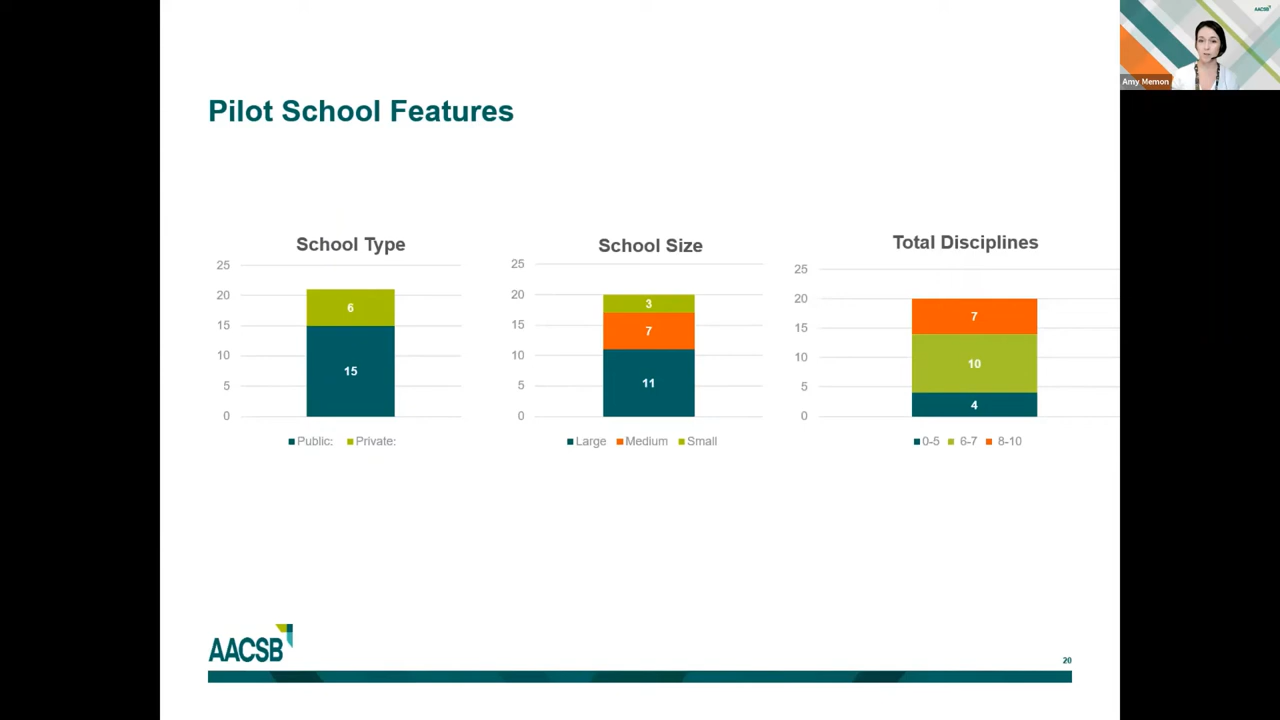 AACSB
Amy Memon
Pilot School Features
School Type
25
20
15
10
5
0
6
15
Public:
Private:
School Size
25
20
15
10
5
0
3
7
11
Large
Medium
Small
Total Disciplines
25
20
15
10
5
0
7
10
4
0-5
6-7
8-10
AACSB
20